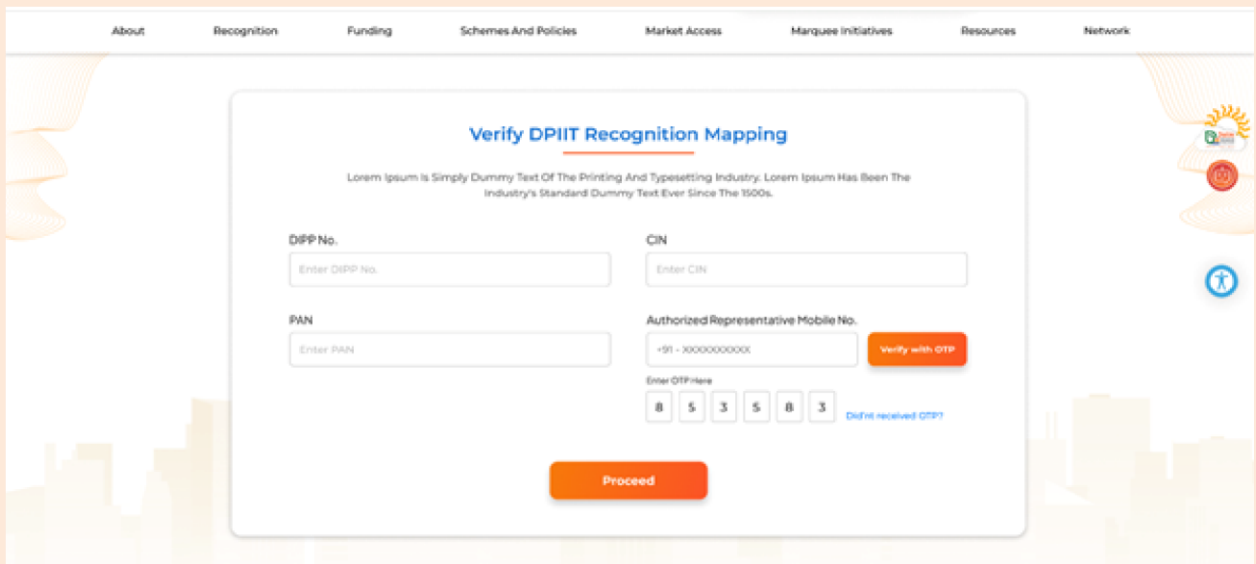 About Recognition Funding Schemes And Policies Market Access Marquee Initiatives Resources Network
Verify DPIIT Recognition Mapping
Lorem Ipsum Is Simply Dummy Text Of The Printing And Typesetting Industry. Lorem Ipsum Has Been The
Industry's Standard Dummy Text Ever Since The 1500s.
DIPP No.
Enter DIPP No.
CIN
Enter CIN
PAN
Enter PAN
Authorized Representative Mobile No.
+91 - XXXXXXXXXX
Verify with OTP
Enter OTP Here
8 5 3 5 8 3
Did'nt received OTP?
Proceed